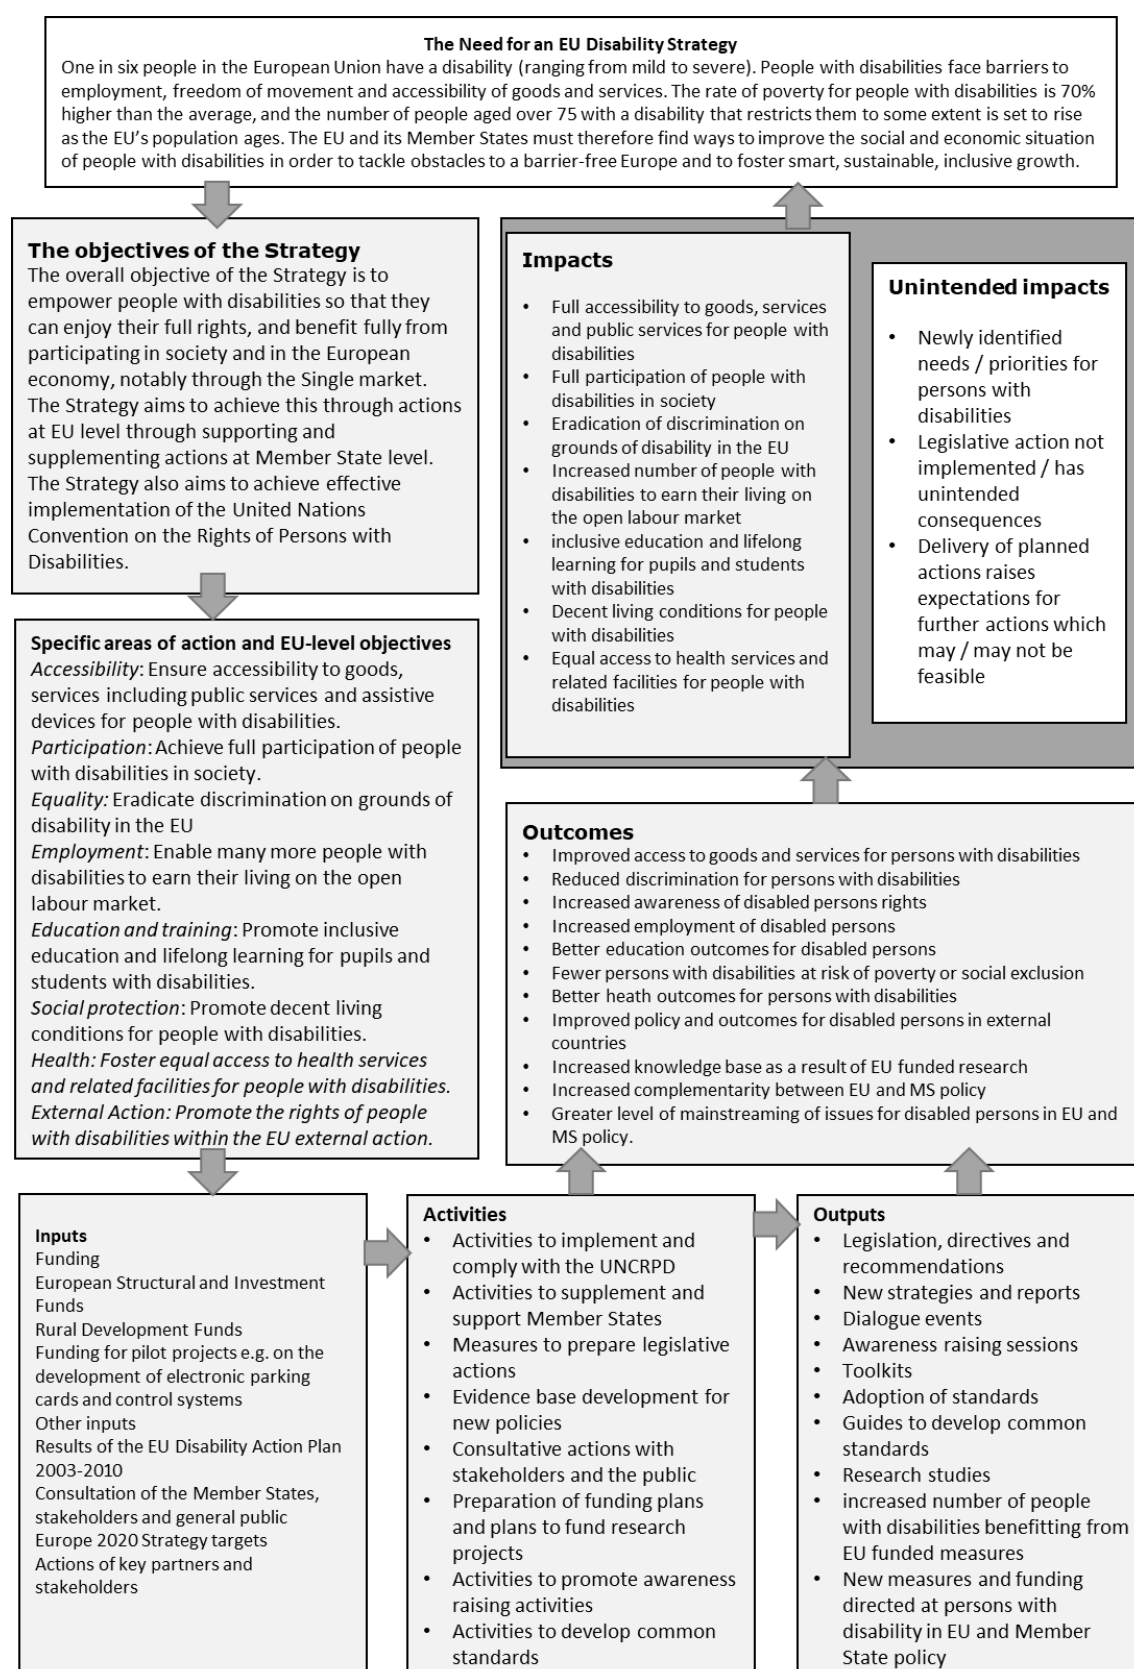 The Need for an EU Disability Strategy
One in six people in the European Union have a disability (ranging from mild to severe). People with disabilities face barriers to
employment, freedom of movement and accessibility of goods and services. The rate of poverty for people with disabilities is 70%
higher than the average, and the number of people aged over 75 with a disability that restricts them to some extent is set to rise
as the EU's population ages. The EU and its Member States must therefore find ways to improve the social and economic situation
of people with disabilities in order to tackle obstacles to a barrier-free Europe and to foster smart, sustainable, inclusive growth.
The objectives of the Strategy
The overall objective of the Strategy is to
empower people with disabilities so that they
can enjoy their full rights, and benefit fully from
participating in society and in the European
economy, notably through the Single market.
The Strategy aims to achieve this through actions
at EU level through supporting and
supplementing actions at Member State level.
The Strategy also aims to achieve effective
implementation of the United Nations
Convention on the Rights of Persons with
Disabilities.
Specific areas of action and EU-level objectives
Accessibility: Ensure accessibility to goods,
services including public services and assistive
devices for people with disabilities.
Participation: Achieve full participation of people
with disabilities in society.
Equality: Eradicate discrimination on grounds of
disability in the EU
Employment: Enable many more people with
disabilities to earn their living on the open
labour market.
Education and training: Promote inclusive
education and lifelong learning for pupils and
students with disabilities.
Social protection: Promote decent living
conditions for people with disabilities.
Health: Foster equal access to health services
and related facilities for people with disabilities.
External Action: Promote the rights of people
with disabilities within the EU external action.
Inputs
Funding
European Structural and Investment
Funds
Rural Development Funds
Funding for pilot projects e.g. on the
development of electronic parking
cards and control systems
Other inputs
Results of the EU Disability Action Plan
2003-2010
Consultation of the Member States,
stakeholders and general public
Europe 2020 Strategy targets
Actions of key partners and
stakeholders
Activities
• Activities to implement and
comply with the UNCRPD
• Activities to supplement and
support Member States
• Measures to prepare legislative
actions
• Evidence base development for
new policies
• Consultative actions with
stakeholders and the public
• Preparation of funding plans
and plans to fund research
projects
• Activities to promote awareness
raising activities
• Activities to develop common
standards
Outputs
• Legislation, directives and
recommendations
• New strategies and reports
• Dialogue events
• Awareness raising sessions
• Toolkits
• Adoption of standards
• Guides to develop common
standards
• Research studies
• increased number of people
with disabilities benefitting from
EU funded measures
• New measures and funding
directed at persons with
disability in EU and Member
State policy
Outcomes
• Improved access to goods and services for persons with disabilities
• Reduced discrimination for persons with disabilities
• Increased awareness of disabled persons rights
• Increased employment of disabled persons
• Better education outcomes for disabled persons
• Fewer persons with disabilities at risk of poverty or social exclusion
• Better heath outcomes for persons with disabilities
• Improved policy and outcomes for disabled persons in external
countries
• Increased knowledge base as a result of EU funded research
• Increased complementarity between EU and MS policy
• Greater level of mainstreaming of issues for disabled persons in EU and
MS policy.
Impacts
• Full accessibility to goods, services
and public services for people with
disabilities
• Full participation of people with
disabilities in society
• Eradication of discrimination on
grounds of disability in the EU
• Increased number of people with
disabilities to earn their living on
the open labour market
• inclusive education and lifelong
learning for pupils and students
with disabilities
• Decent living conditions for people
with disabilities
• Equal access to health services and
related facilities for people with
disabilities
Unintended impacts
• Newly identified
needs / priorities for
persons with
disabilities
• Legislative action not
implemented / has
unintended
consequences
• Delivery of planned
actions raises
expectations for
further actions which
may / may not be
feasible